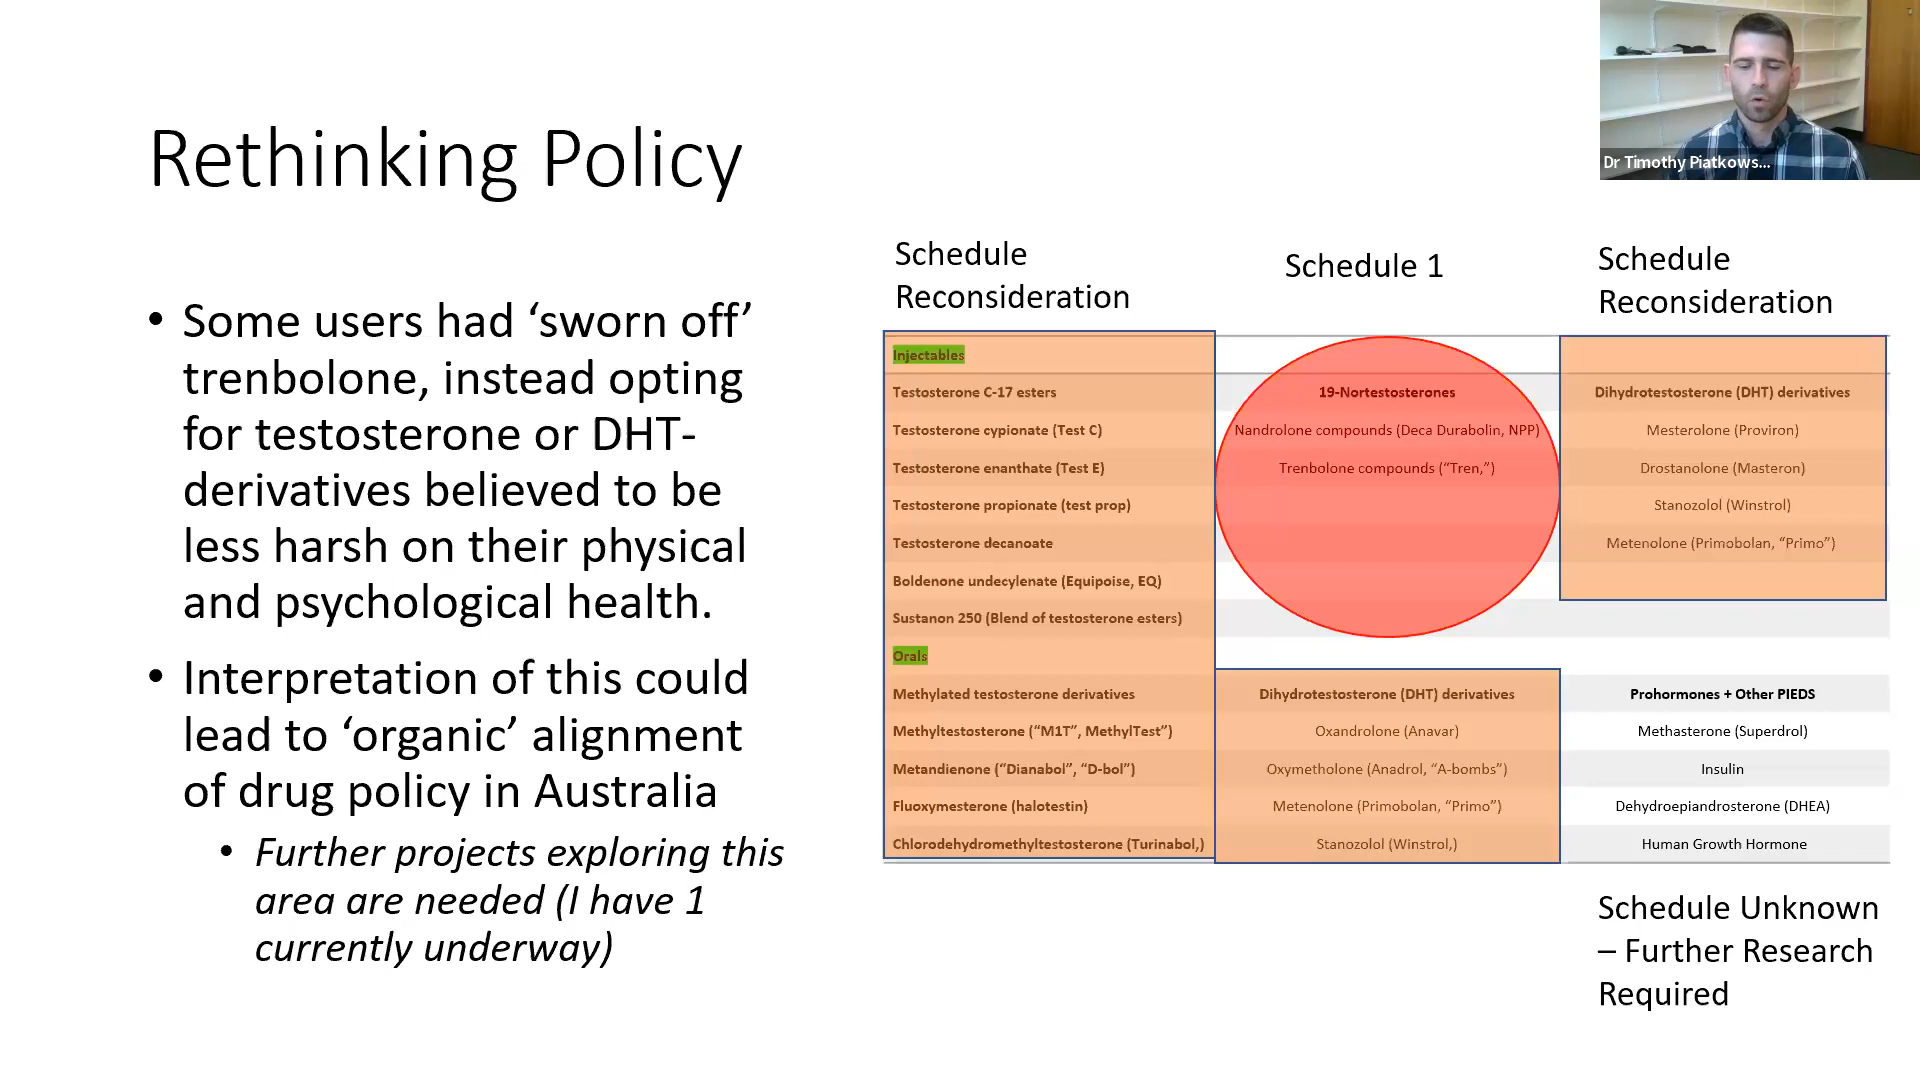 Dr Timothy Piatkows...
Rethinking Policy
• Some users had ‘sworn off’
trenbolone, instead opting
for testosterone or DHT-
derivatives believed to be
less harsh on their physical
and psychological health.
• Interpretation of this could
lead to ‘organic’ alignment
of drug policy in Australia
• Further projects exploring this
area are needed (I have 1
currently underway)
Schedule
Reconsideration
Schedule 1
Schedule
Reconsideration
Injectables
Testosterone C-17 esters
19-Nortestosterones
Dihydrotestosterone (DHT) derivatives
Testosterone cypionate (Test C)
Nandrolone compounds (Deca Durabolin, NPP)
Mesterolone (Proviron)
Testosterone enanthate (Test E)
Trenbolone compounds (“Tren,”)
Drostanolone (Masteron)
Testosterone propionate (test prop)
Stanozolol (Winstrol)
Testosterone decanoate
Metenolone (Primobolan, “Primo”)
Boldenone undecylenate (Equipoise, EQ)
Sustanon 250 (Blend of testosterone esters)
Orals
Methylated testosterone derivatives
Dihydrotestosterone (DHT) derivatives
Prohormones + Other PIEDS
Methyltestosterone (“M1T”, MethylTest”)
Oxandrolone (Anavar)
Methasterone (Superdrol)
Metandienone (“Dianabol”, “D-bol”)
Oxymetholone (Anadrol, “A-bombs”)
Insulin
Fluoxymesterone (halotestin)
Metenolone (Primobolan, “Primo”)
Dehydroepiandrosterone (DHEA)
Chlorodehydromethyltestosterone (Turinabol,)
Stanozolol (Winstrol,)
Human Growth Hormone
Schedule Unknown
– Further Research
Required